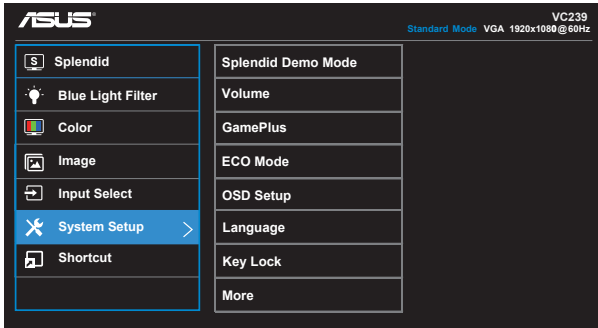 ASUS
VC239
Standard Mode VGA 1920x1080@60Hz
S Splendid
Blue Light Filter
Color
Image
Input Select
System Setup >
Shortcut
Splendid Demo Mode
Volume
GamePlus
ECO Mode
OSD Setup
Language
Key Lock
More